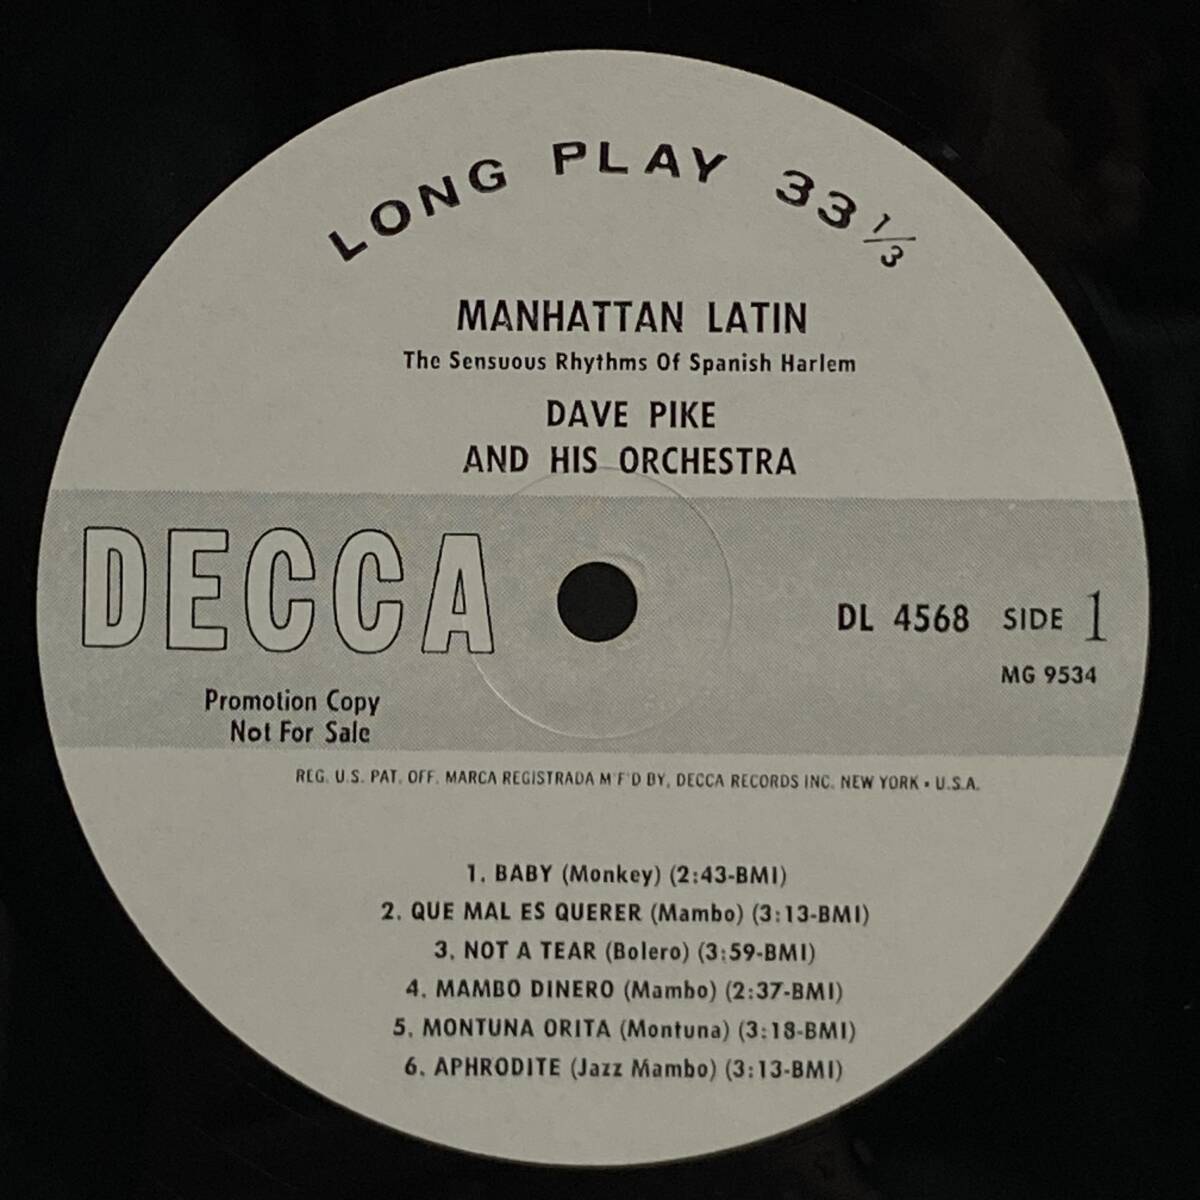 LONG PLAY 33 1/3
MANHATTAN LATIN
The Sensuous Rhythms Of Spanish Harlem
DAVE PIKE
AND HIS ORCHESTRA
DECCA
DL 4568 SIDE 1
MG 9534
Promotion Copy
Not For Sale
REG. U.S. PAT. OFF. MARCA REGISTRADA M'F'D BY, DECCA RECORDS INC. NEW YORK • U.S.A.
1. BABY (Monkey) (2:43-BMI)
2. QUE MAL ES QUERER (Mambo) (3:13-BMI)
3. NOT A TEAR (Bolero) (3:59-BMI)
4. MAMBO DINERO (Mambo) (2:37-BMI)
5. MONTUNA ORITA (Montuna) (3:18-BMI)
6. APHRODITE (Jazz Mambo) (3:13-BMI)